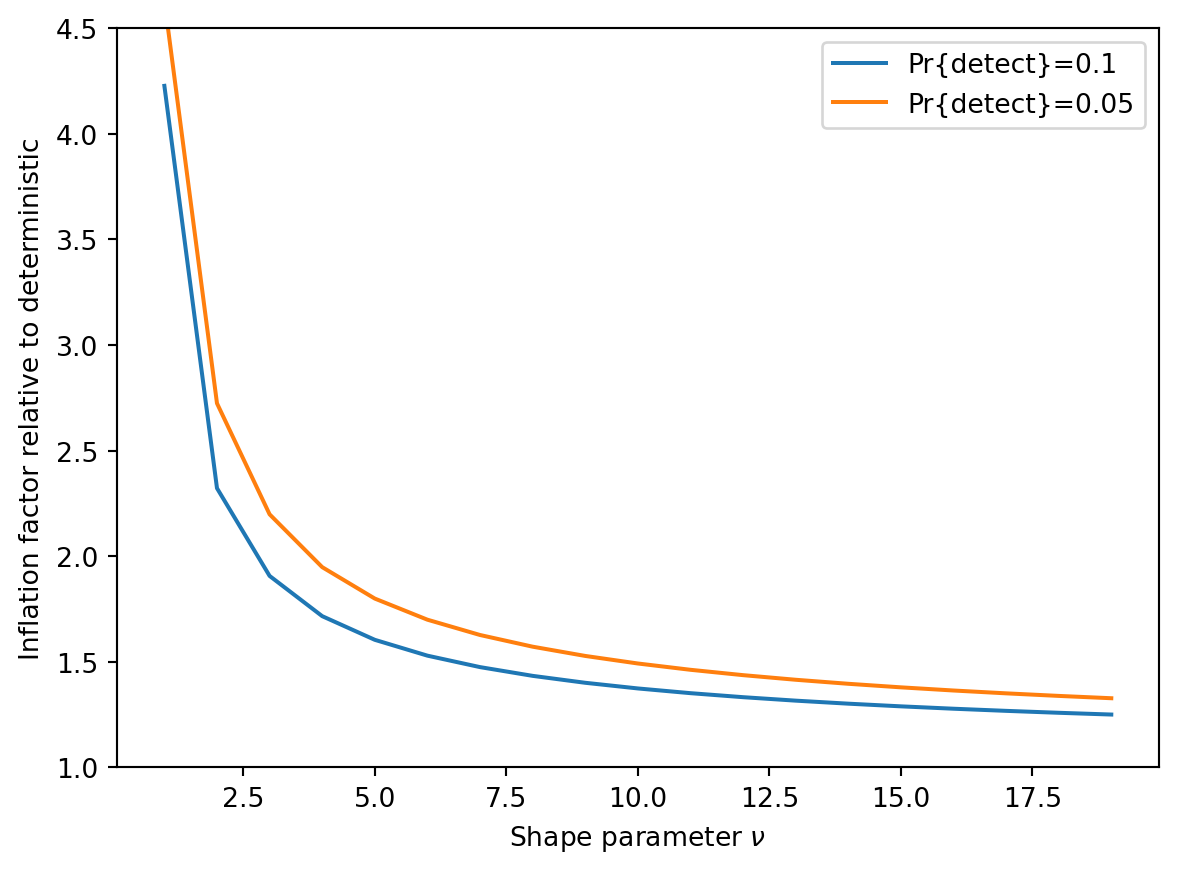 Inflation factor relative to deterministic
4.5
4.0
3.5
3.0
2.5
2.0
1.5
1.0
Pr{detect}=0.1
Pr{detect}=0.05
2.5 5.0 7.5 10.0 12.5 15.0 17.5
Shape parameter ν